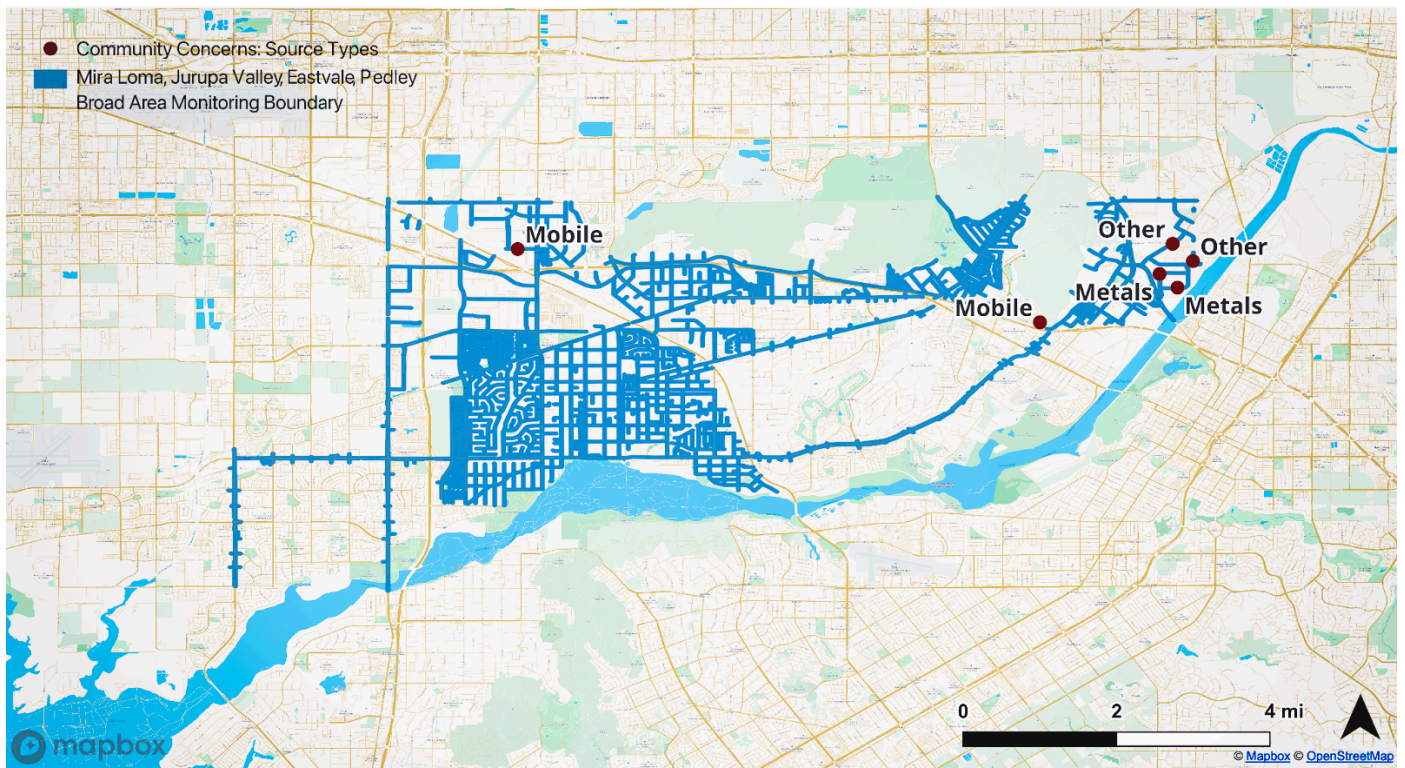 Community Concerns: Source Types
Mira Loma, Jurupa Valley, Eastvale, Pedley
Broad Area Monitoring Boundary
Mobile
Other
Other
Metals
Mobile
Metals
0 2 4 mi
mapbox
© Mapbox © OpenStreetMap